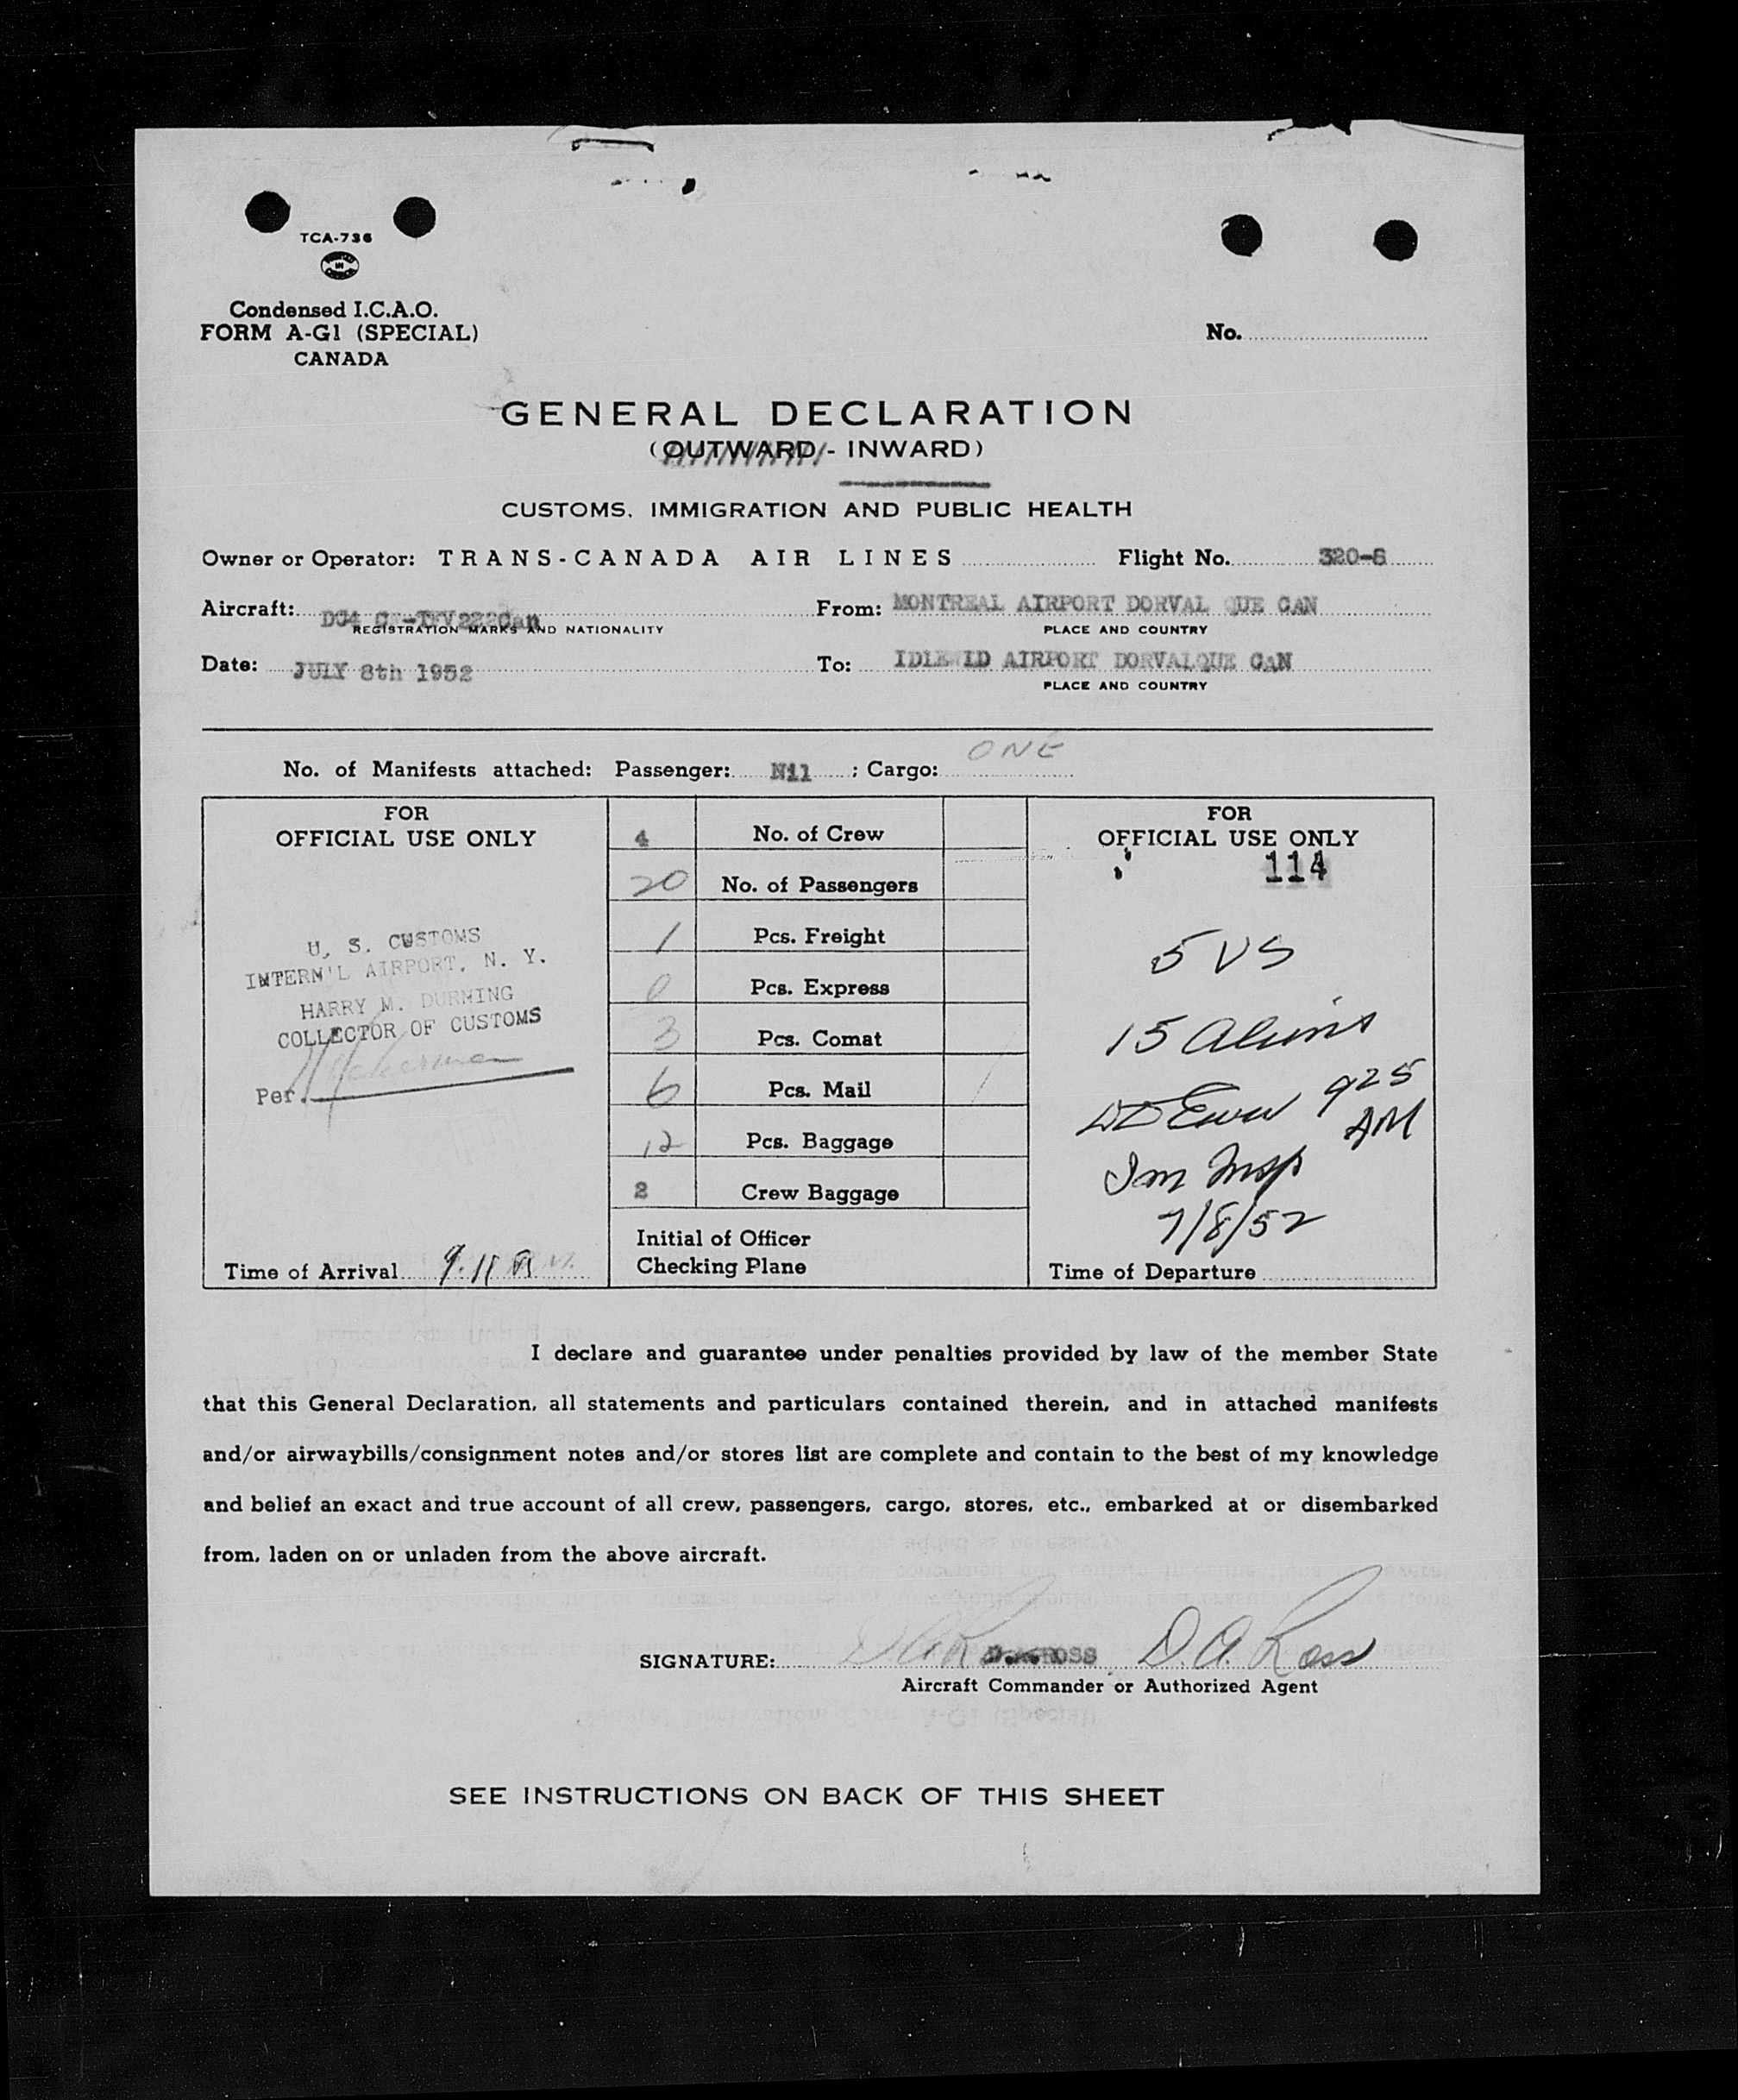 TCA-736
Condensed I.C.A.O.
FORM A-G1 (SPECIAL)
CANADA
No.
GENERAL DECLARATION
(OUTWARD - INWARD)
CUSTOMS, IMMIGRATION AND PUBLIC HEALTH
Owner or Operator: TRANS-CANADA AIR LINES Flight No. 320-8
Aircraft: DC4 CF-TFV222Can From: MONTREAL AIRPORT DORVAL QUE CAN
REGISTRATION MARKS AND NATIONALITY PLACE AND COUNTRY
Date: JULY 8th 1952 To: IDLEWILD AIRPORT DORVALQUE CAN
PLACE AND COUNTRY
No. of Manifests attached: Passenger: Nil ; Cargo: ONE
FOR
OFFICIAL USE ONLY
U. S. CUSTOMS
INTERN'L AIRPORT, N. Y.
HARRY M. DURNING
COLLECTOR OF CUSTOMS
Per.
Time of Arrival 9.11 A M
4 No. of Crew
20 No. of Passengers
1 Pcs. Freight
0 Pcs. Express
3 Pcs. Comat
6 Pcs. Mail
12 Pcs. Baggage
2 Crew Baggage
Initial of Officer
Checking Plane
FOR
OFFICIAL USE ONLY
114
5 US
15 Aliens
925
AM
Im Insp
7/8/52
Time of Departure
I declare and guarantee under penalties provided by law of the member State
that this General Declaration, all statements and particulars contained therein, and in attached manifests
and/or airwaybills/consignment notes and/or stores list are complete and contain to the best of my knowledge
and belief an exact and true account of all crew, passengers, cargo, stores, etc., embarked at or disembarked
from, laden on or unladen from the above aircraft.
SIGNATURE: D.A.ROSS D.A. Ross
Aircraft Commander or Authorized Agent
SEE INSTRUCTIONS ON BACK OF THIS SHEET